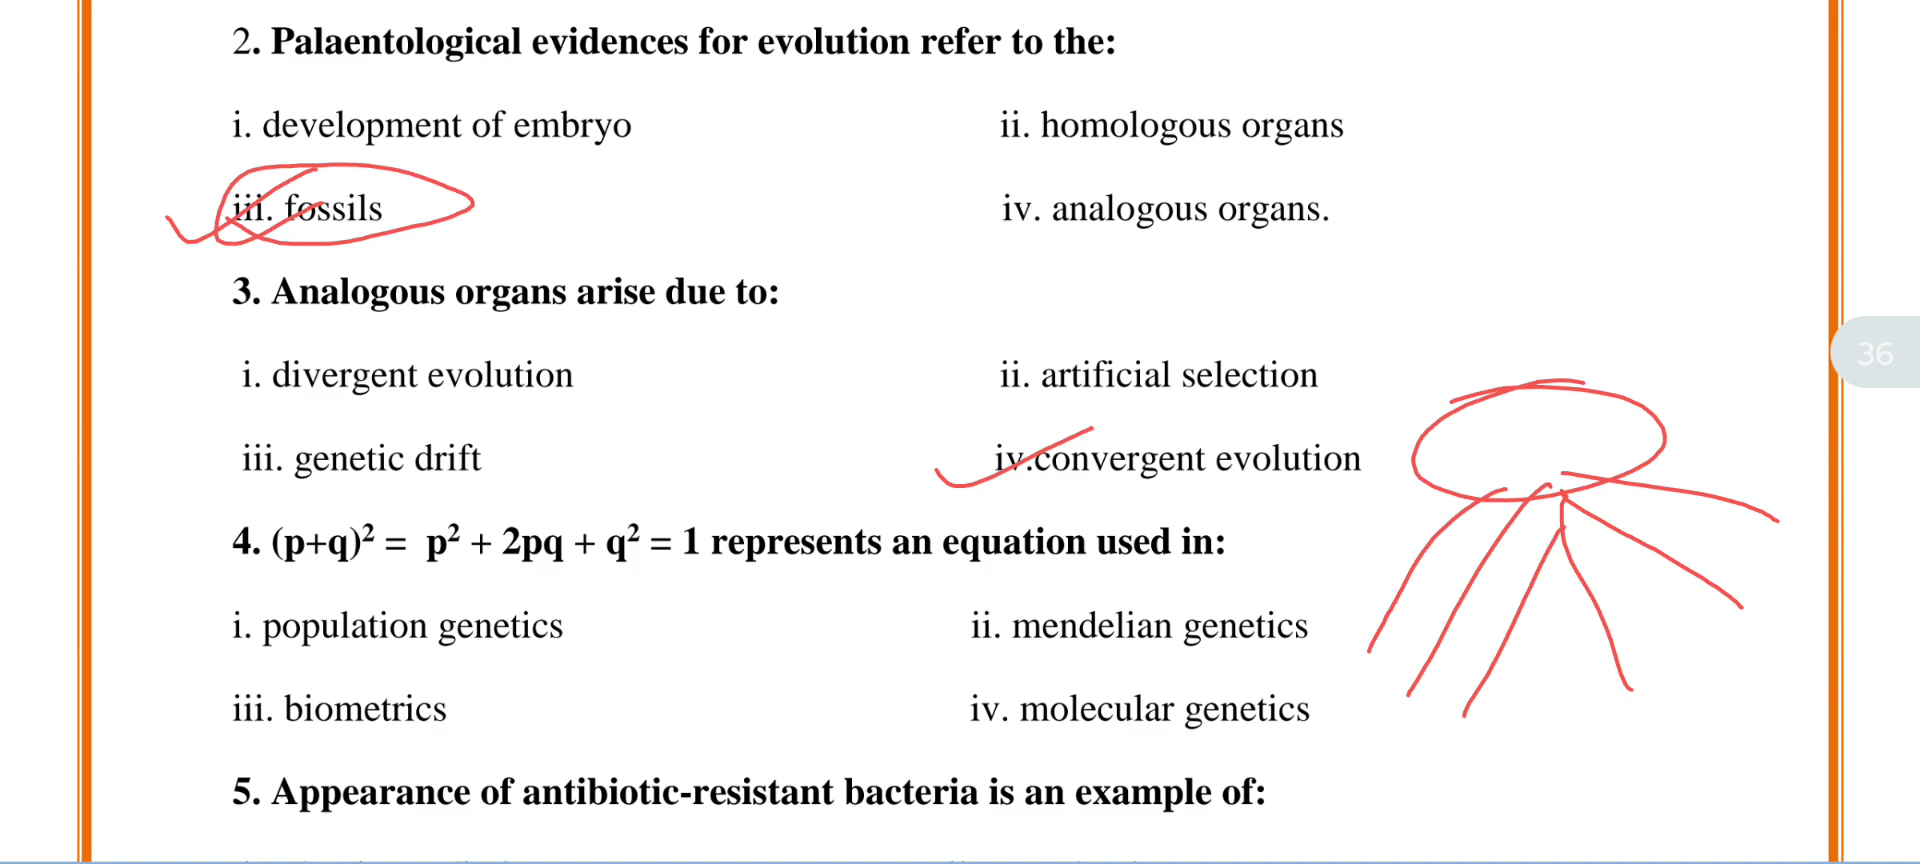 2. Palaentological evidences for evolution refer to the:
i. development of embryo ii. homologous organs
iii. fossils iv. analogous organs.
3. Analogous organs arise due to:
i. divergent evolution ii. artificial selection
iii. genetic drift iv.convergent evolution
4. (p+q)² = p² + 2pq + q² = 1 represents an equation used in:
i. population genetics ii. mendelian genetics
iii. biometrics iv. molecular genetics
5. Appearance of antibiotic-resistant bacteria is an example of:
36